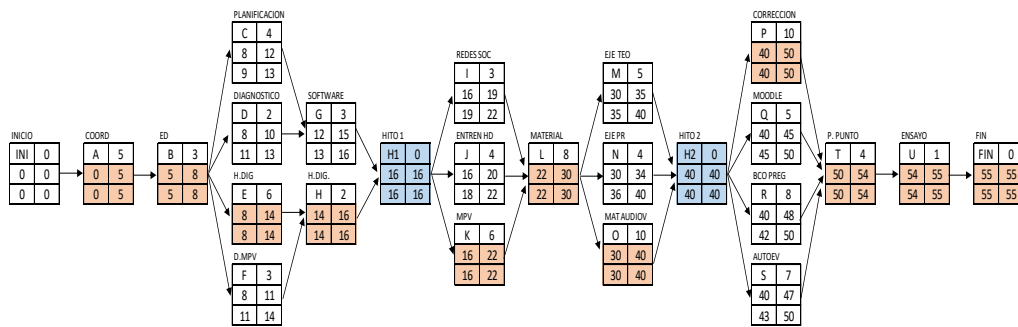 INICIO
INI 0
0 0
0 0
COORD
A 5
0 5
0 5
ED
B 3
5 8
5 8
PLANIFICACION
C 4
8 12
9 13
DIAGNOSTICO
D 2
8 10
11 13
H.DIG
E 6
8 14
8 14
D.MPV
F 3
8 11
11 14
SOFTWARE
G 3
12 15
13 16
H.DIG.
H 2
14 16
14 16
HITO 1
H1 0
16 16
16 16
REDES SOC
I 3
16 19
19 22
ENTREN HD
J 4
16 20
18 22
MPV
K 6
16 22
16 22
MATERIAL
L 8
22 30
22 30
EJE TEO
M 5
30 35
35 40
EJE PR
N 4
30 34
36 40
MAT AUDIOV
O 10
30 40
30 40
HITO 2
H2 0
40 40
40 40
CORRECCION
P 10
40 50
40 50
MOODLE
Q 5
40 45
45 50
BCO PREG
R 8
40 48
42 50
AUTOEV
S 7
40 47
43 50
P. PUNTO
T 4
50 54
50 54
ENSAYO
U 1
54 55
54 55
FIN
FIN 0
55 55
55 55